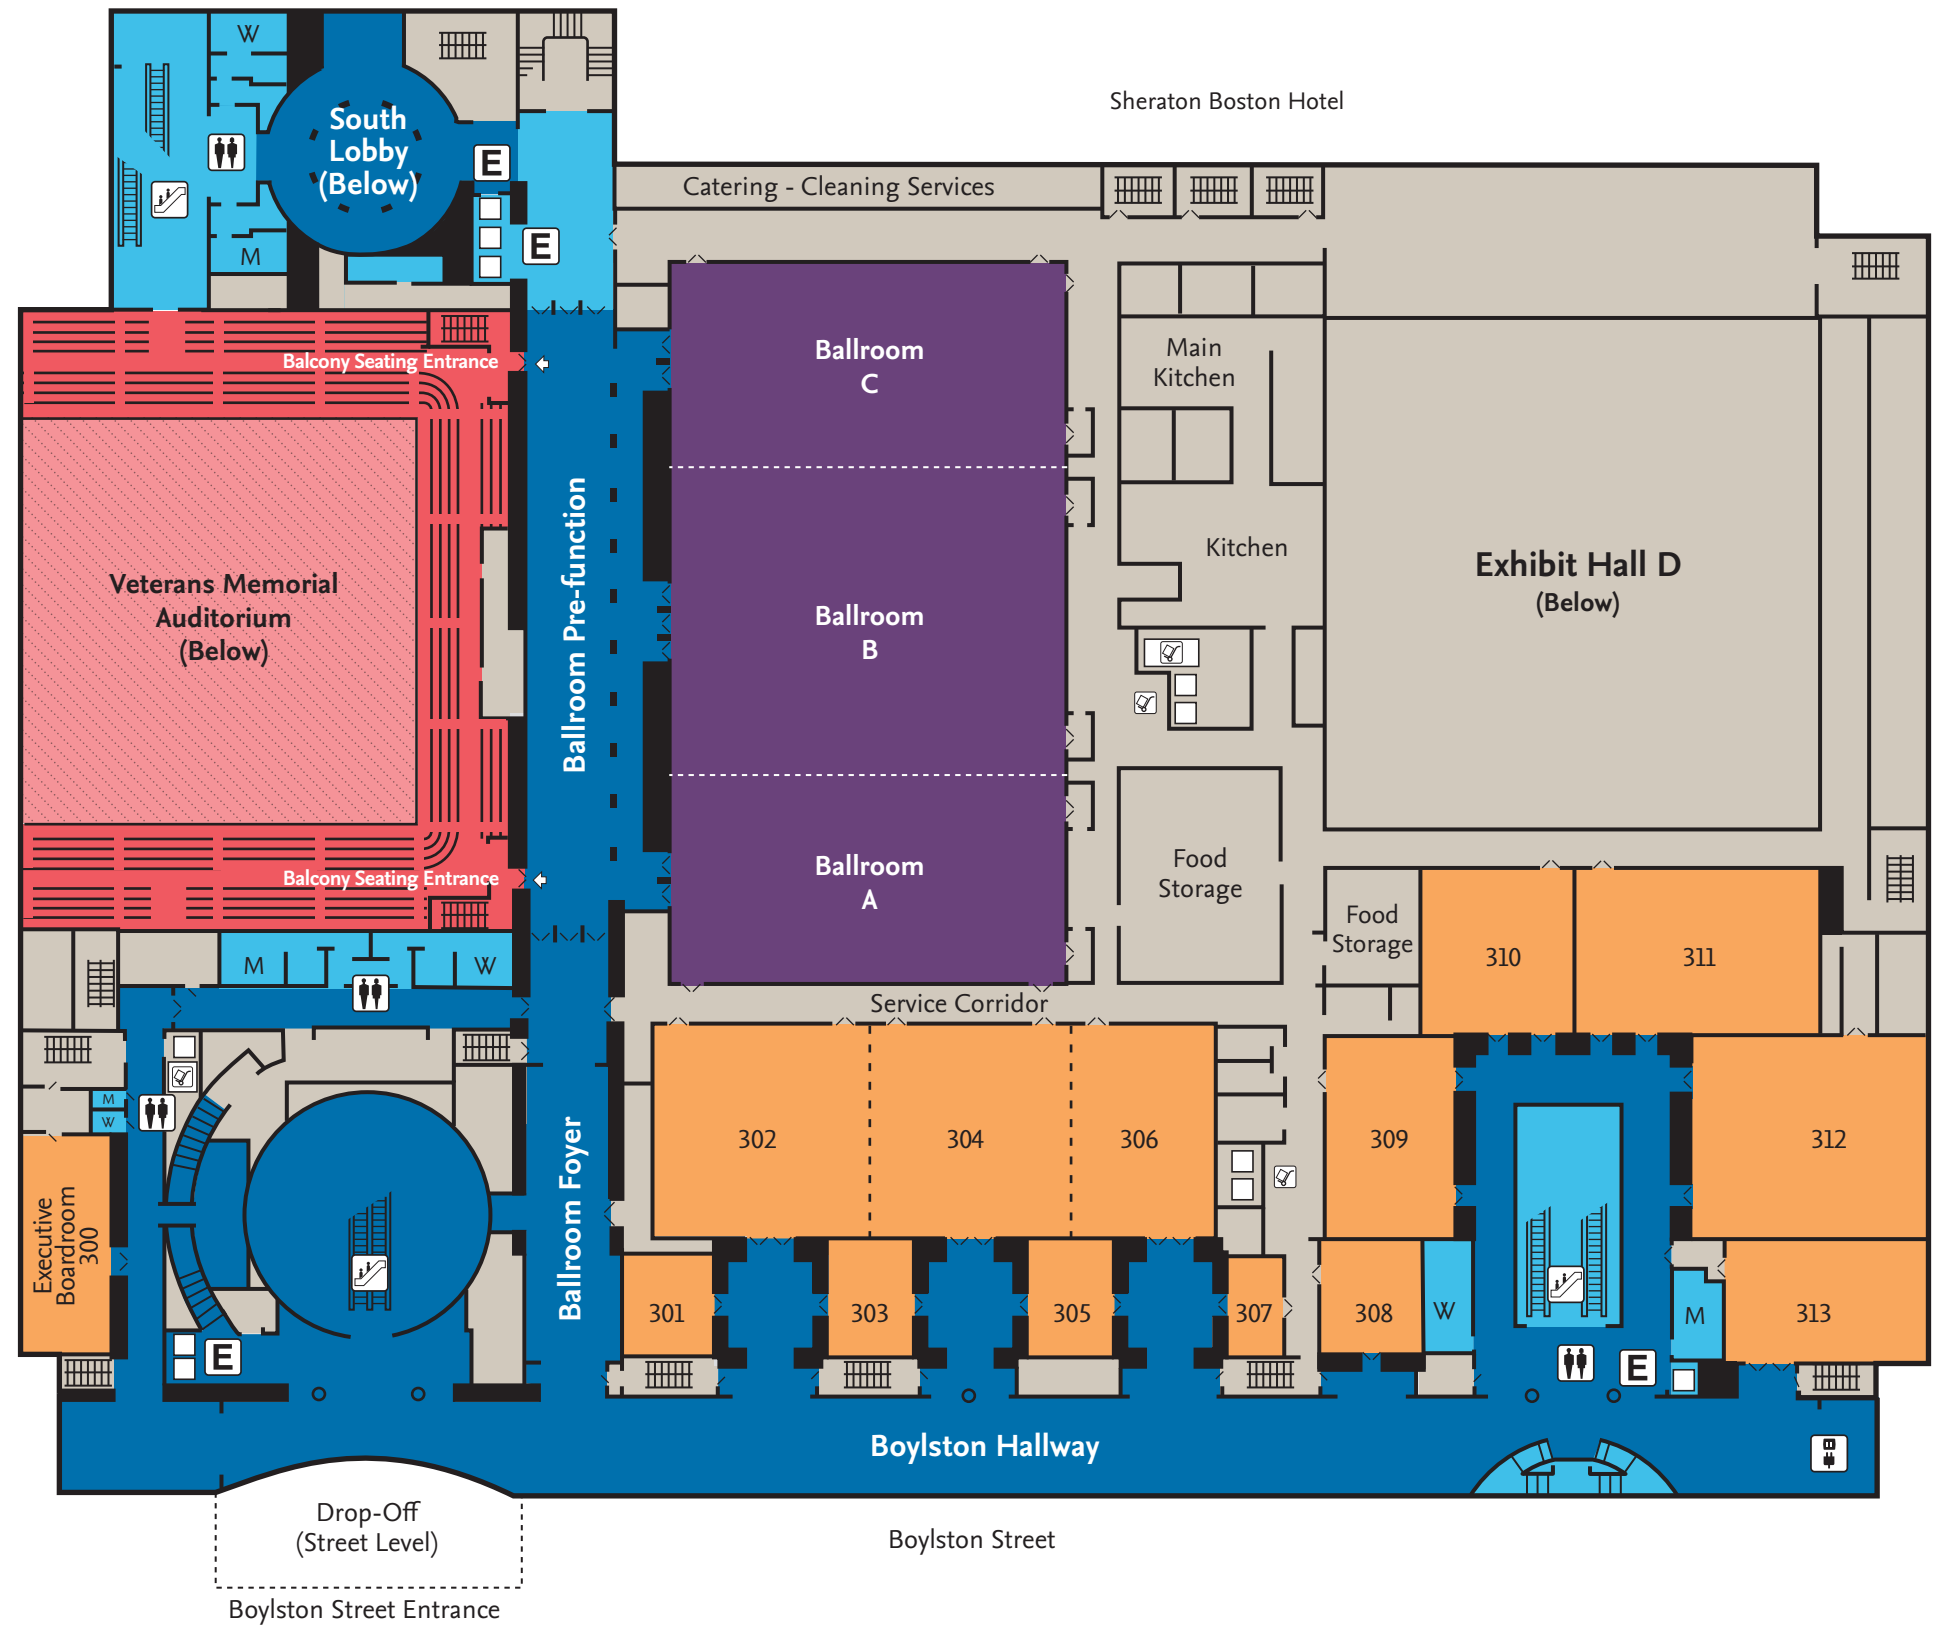 W
South
Lobby
(Below)
E
E
M
Sheraton Boston Hotel
Catering - Cleaning Services
Balcony Seating Entrance
Veterans Memorial
Auditorium
(Below)
Balcony Seating Entrance
Ballroom Pre-function
Ballroom
C
Ballroom
B
Ballroom
A
Main
Kitchen
Kitchen
Exhibit Hall D
(Below)
Food
Storage
Food
Storage
310
311
M
W
Service Corridor
M
W
Executive
Boardroom
300
Ballroom Foyer
302
304
306
309
312
301
303
305
307
308
W
M
313
E
E
Boylston Hallway
Drop-Off
(Street Level)
Boylston Street
Boylston Street Entrance